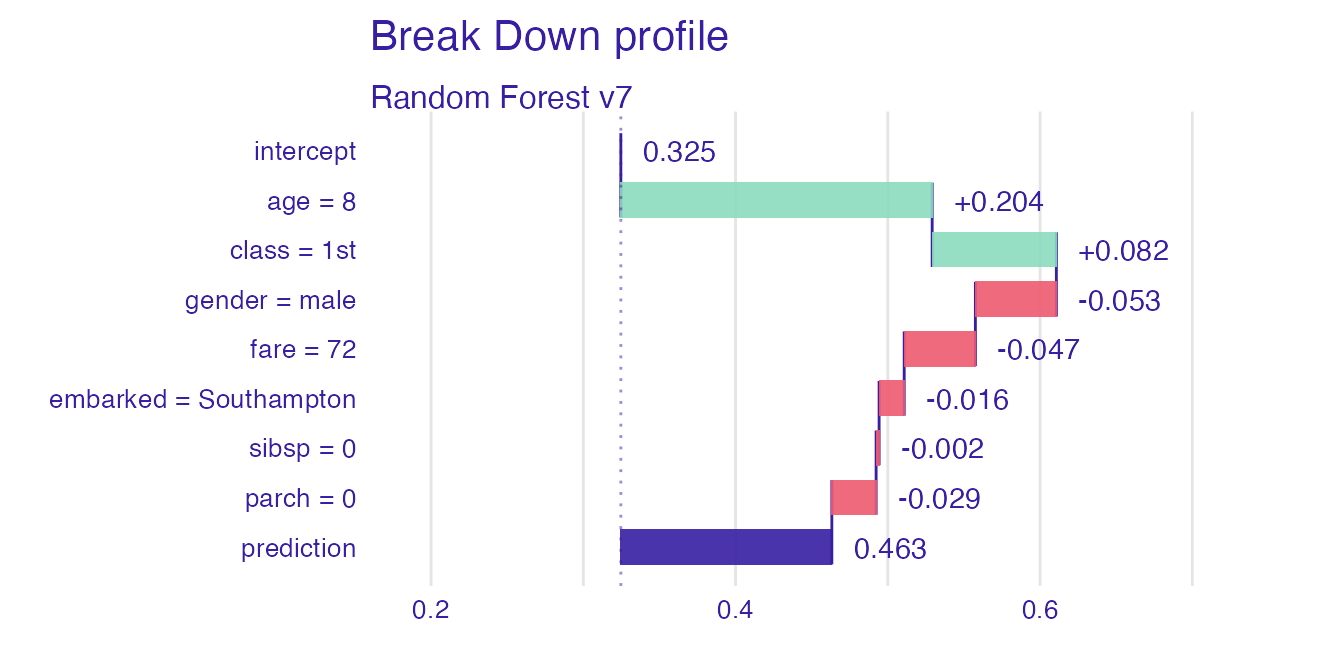 Break Down profile
Random Forest v7
intercept 0.325
age = 8 +0.204
class = 1st +0.082
gender = male -0.053
fare = 72 -0.047
embarked = Southampton -0.016
sibsp = 0 -0.002
parch = 0 -0.029
prediction 0.463
0.2 0.4 0.6